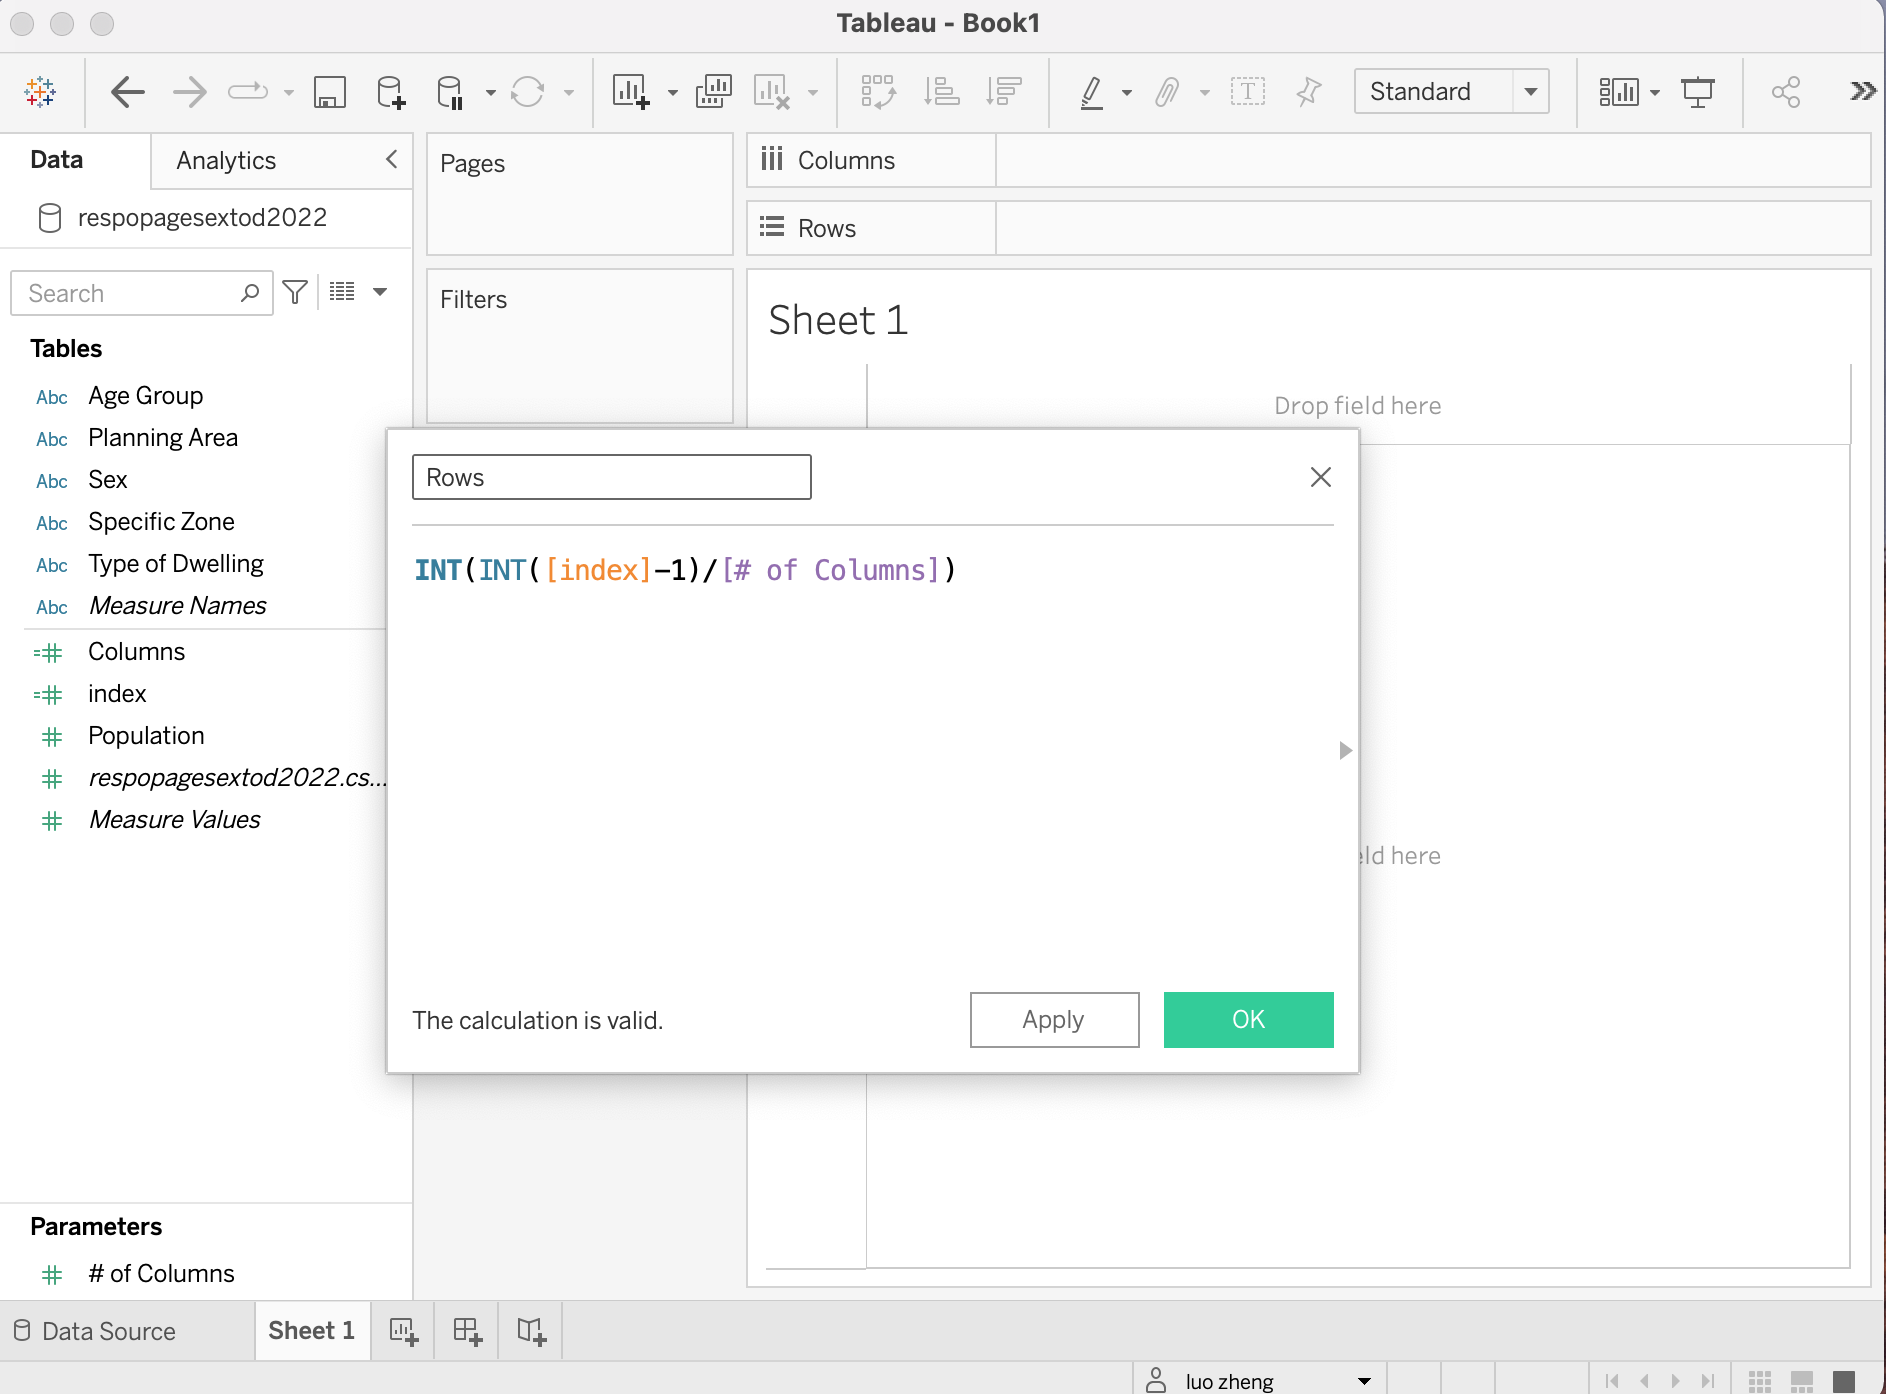 Tableau - Book1
Standard
Data
Analytics
Pages
Columns
respopagesextod2022
Rows
Search
Filters
Sheet 1
Tables
Drop field here
Abc Age Group
Abc Planning Area
Abc Sex
Abc Specific Zone
Abc Type of Dwelling
Abc Measure Names
Columns
index
Population
respopagesextod2022.cs...
Measure Values
Rows
INT(INT([index]-1)/[# of Columns])
eld here
The calculation is valid.
Apply
OK
Parameters
# of Columns
Data Source
Sheet 1
luo zheng